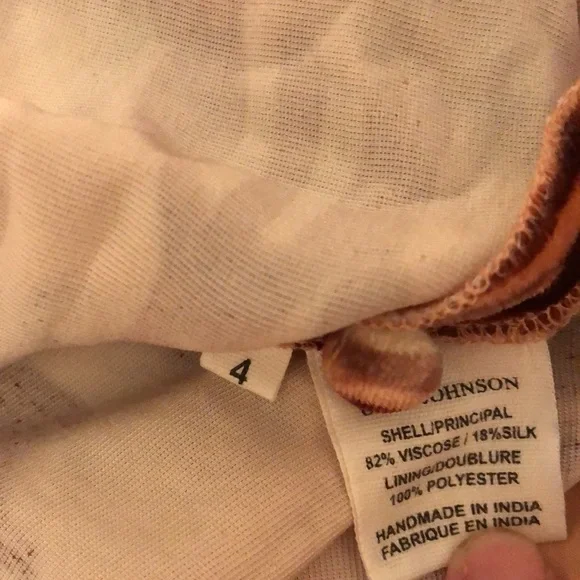 4
JOHNSON
SHELL/PRINCIPAL
82% VISCOSE / 18%SILK
LINING/DOUBLURE
100% POLYESTER
HANDMADE IN INDIA
FABRIQUE EN INDIA